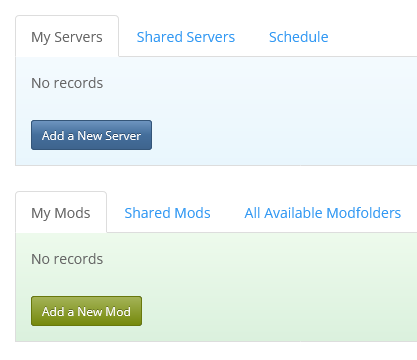 My Servers Shared Servers Schedule
No records
Add a New Server
My Mods Shared Mods All Available Modfolders
No records
Add a New Mod